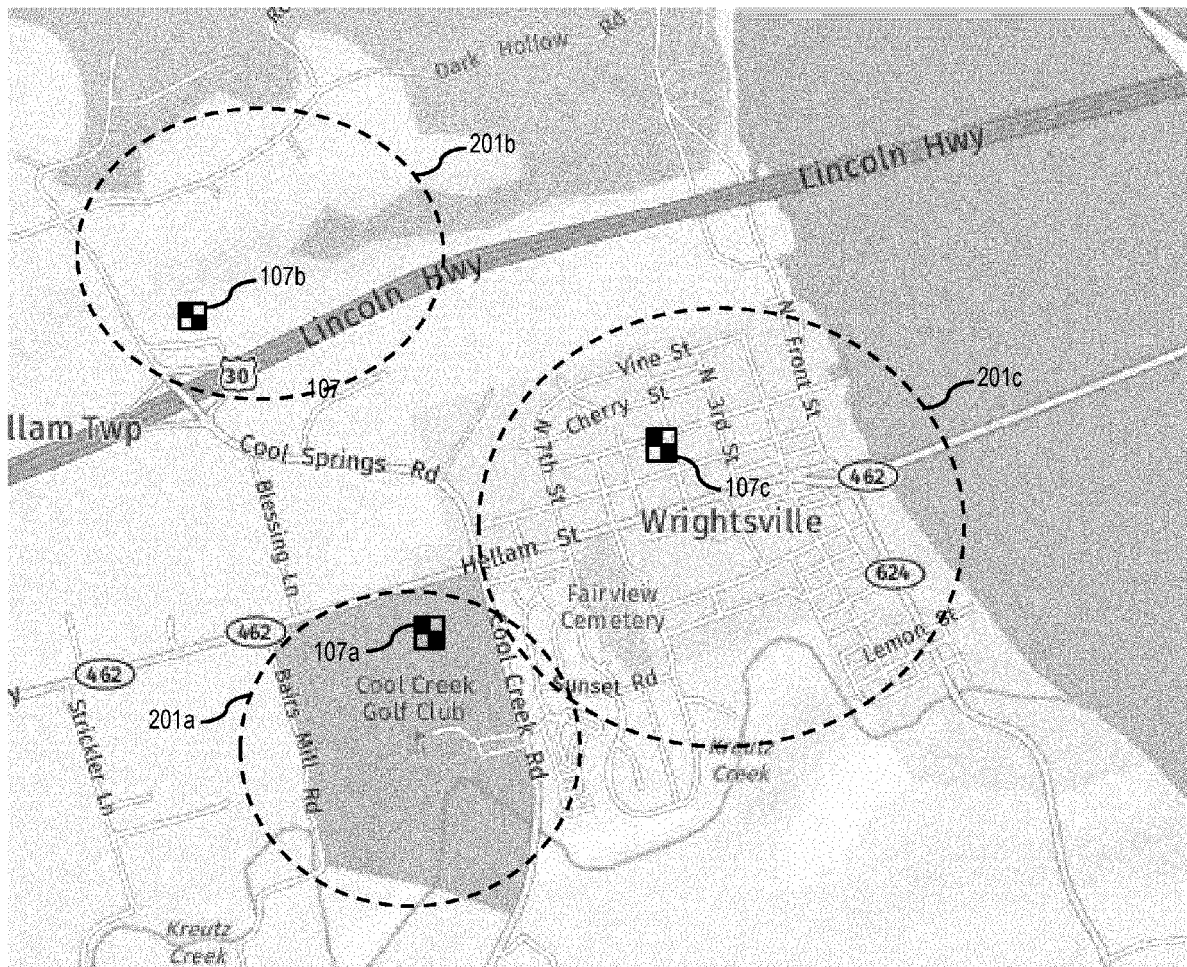 Rd
Dark Hollow Rd
201b
Lincoln Hwy
107b
Lincoln Hwy
30
107
llam Twp
Cool Springs Rd
Blessing Ln
N Front St
Vine St
Cherry St
N 3rd St
N 7th St
201c
107c
462
Wrightsville
Hellam St
624
Fairview
Cemetery
Lemon St
462
107a
462
Cool Creek
Golf Club
Cool Creek Rd
Sunset Rd
201a
Bairs Mill Rd
Strickler Ln
y
Kreutz
Creek
Kreutz
Creek